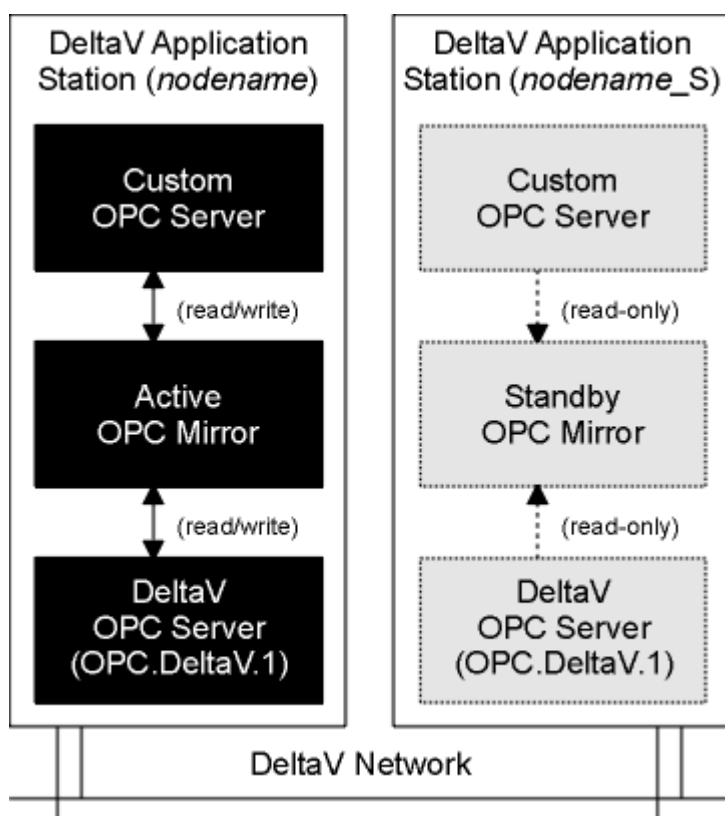 DeltaV Application
Station (nodename)
Custom
OPC Server
(read/write)
Active
OPC Mirror
(read/write)
DeltaV
OPC Server
(OPC.DeltaV.1)
DeltaV Application
Station (nodename_S)
Custom
OPC Server
(read-only)
Standby
OPC Mirror
(read-only)
DeltaV
OPC Server
(OPC.DeltaV.1)
DeltaV Network